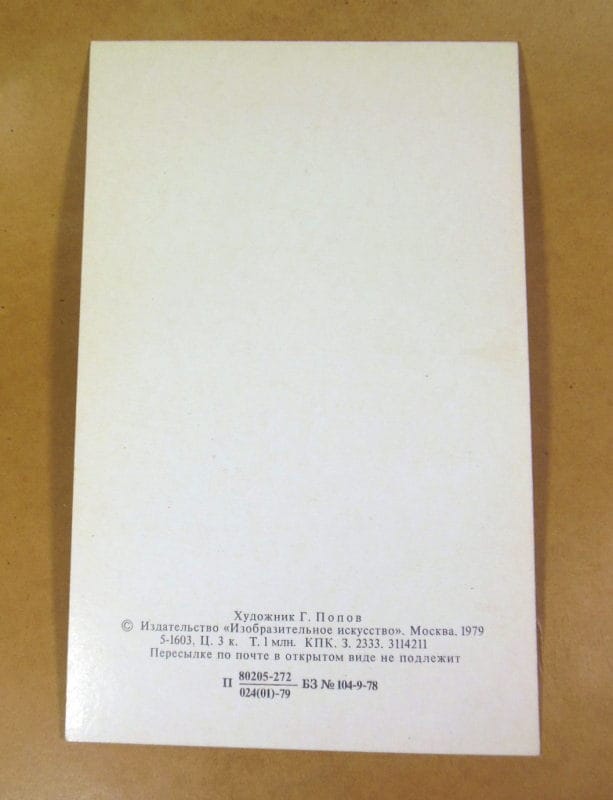 Художник Г. Попов
© Издательство «Изобразительное искусство». Москва. 1979
5-1603, Ц. 3 к. Т. 1 млн. КПК. З. 2333. 3114211
Пересылке по почте в открытом виде не подлежит
П 80205-272 БЗ № 104-9-78
024(01)-79